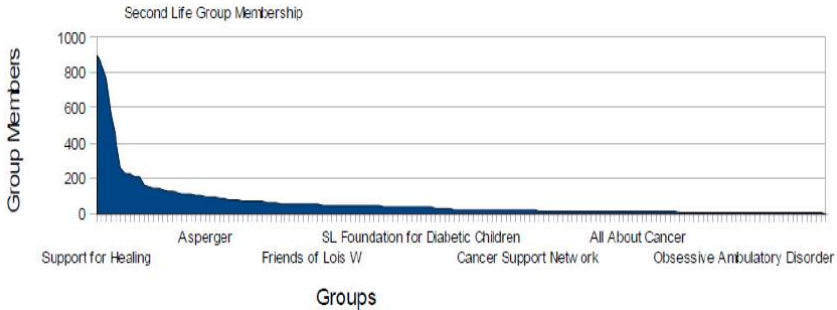 Second Life Group Membership
1000
800
600
400
200
0
Group Members
Asperger SL Foundation for Diabetic Children All About Cancer
Support for Healing Friends of Lois W Cancer Support Network Obsessive Ambulatory Disorder
Groups